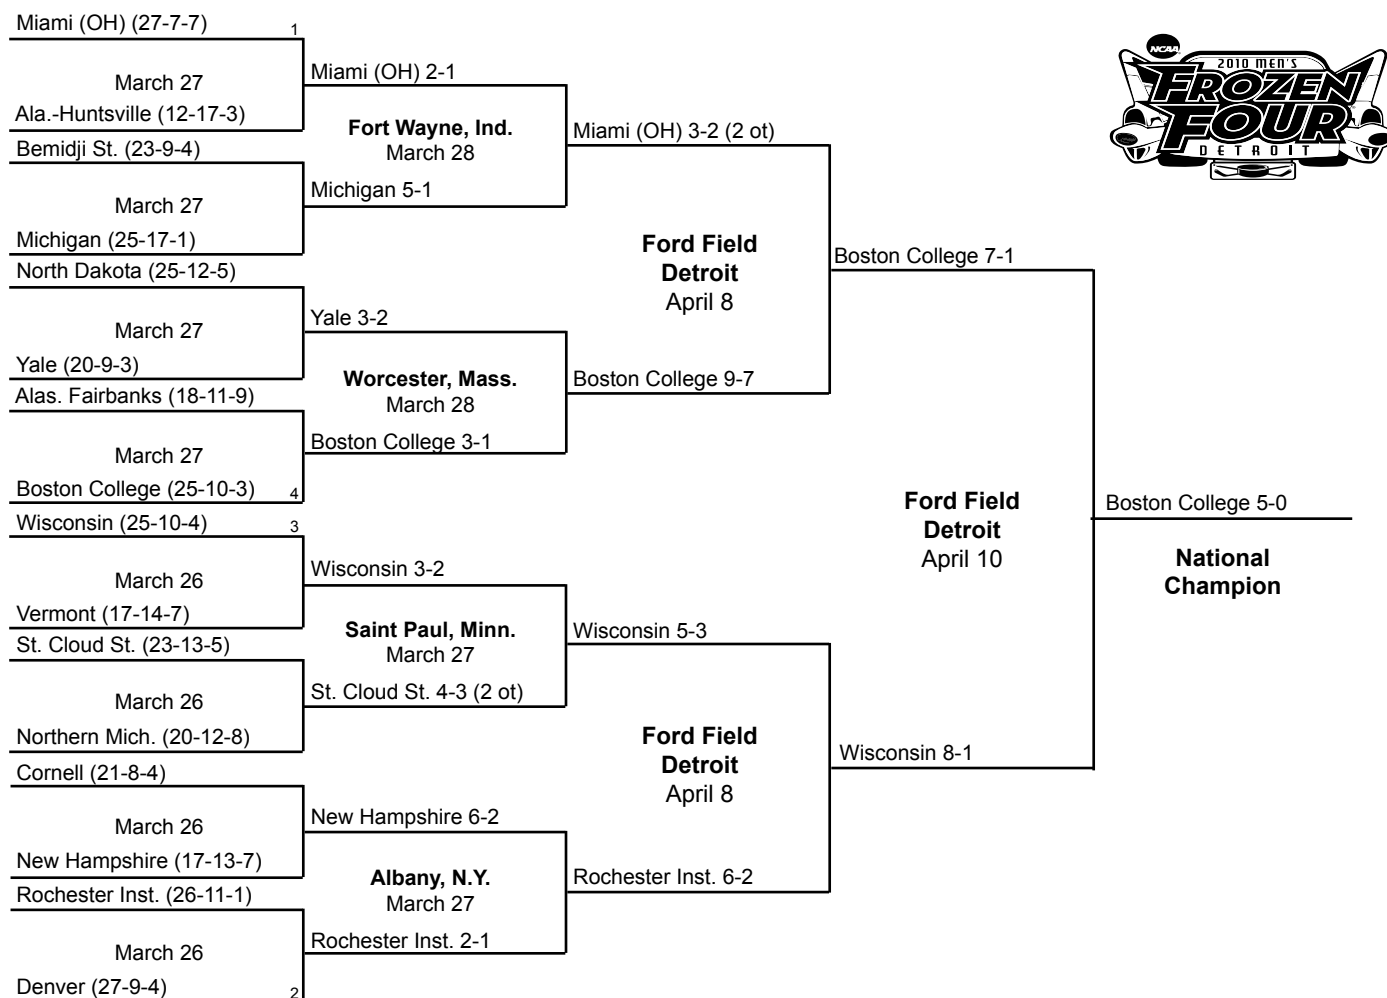 Miami (OH) (27-7-7)
1
March 27
Ala.-Huntsville (12-17-3)
Bemidji St. (23-9-4)
March 27
Michigan (25-17-1)
North Dakota (25-12-5)
March 27
Yale (20-9-3)
Alas. Fairbanks (18-11-9)
March 27
Boston College (25-10-3)
4
Wisconsin (25-10-4)
3
March 26
Vermont (17-14-7)
St. Cloud St. (23-13-5)
March 26
Northern Mich. (20-12-8)
Cornell (21-8-4)
March 26
New Hampshire (17-13-7)
Rochester Inst. (26-11-1)
March 26
Denver (27-9-4)
2
Miami (OH) 2-1
Fort Wayne, Ind.
March 28
Michigan 5-1
Yale 3-2
Worcester, Mass.
March 28
Boston College 3-1
Wisconsin 3-2
Saint Paul, Minn.
March 27
St. Cloud St. 4-3 (2 ot)
New Hampshire 6-2
Albany, N.Y.
March 27
Rochester Inst. 2-1
Miami (OH) 3-2 (2 ot)
Ford Field
Detroit
April 8
Boston College 9-7
Wisconsin 5-3
Ford Field
Detroit
April 8
Rochester Inst. 6-2
Boston College 7-1
Ford Field
Detroit
April 10
Wisconsin 8-1
Boston College 5-0
National
Champion
NCAA
2010 MEN'S
FROZEN
FOUR
DETROIT